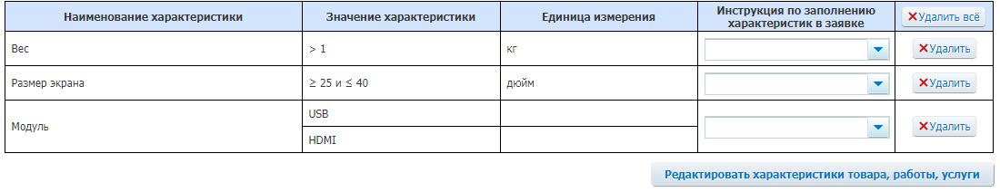 Наименование характеристики
Значение характеристики
Единица измерения
Инструкция по заполнению
характеристик в заявке
Удалить всё
Вес
> 1
кг
Удалить
Размер экрана
≥ 25 и ≤ 40
дюйм
Удалить
Модуль
USB
HDMI
Удалить
Редактировать характеристики товара, работы, услуги